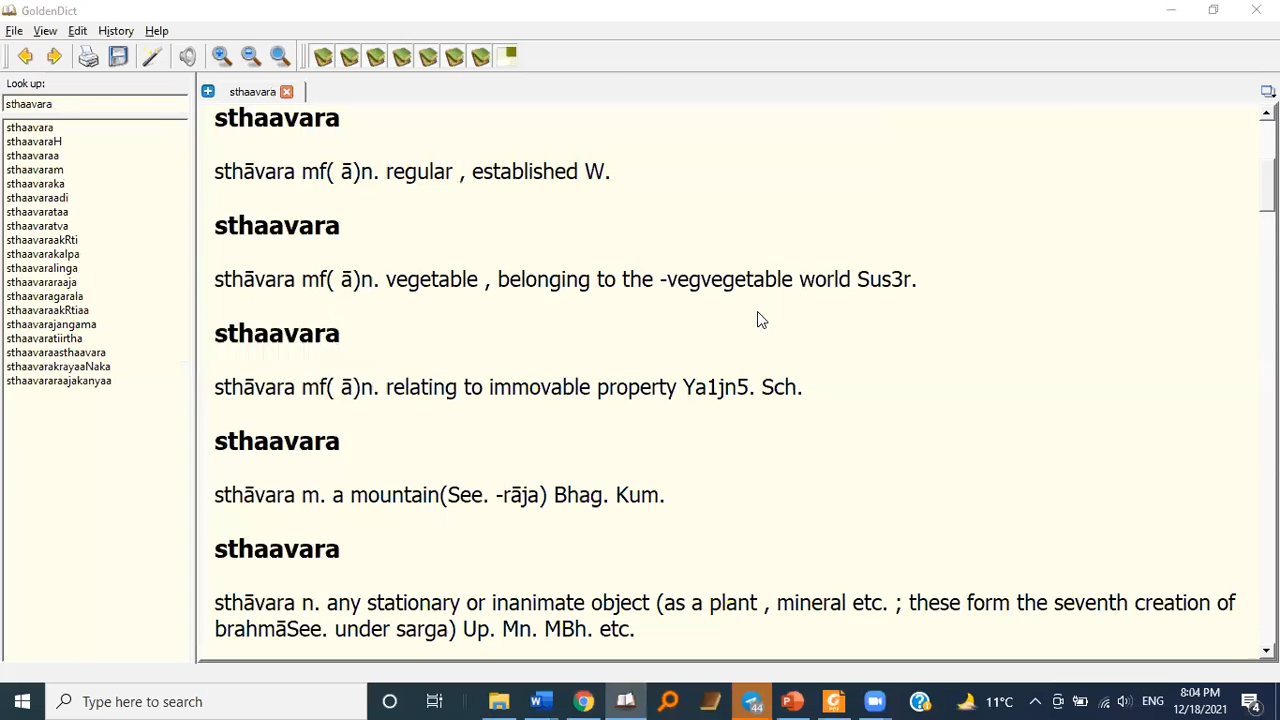 GoldenDict
File View Edit History Help
Look up:
sthaavara
sthaavara
sthaavaraH
sthaavaraa
sthaavaram
sthaavaraka
sthaavaraadi
sthaavarataa
sthaavaratva
sthaavaraakRti
sthaavarakalpa
sthaavaralinga
sthaavararaaja
sthaavaragarala
sthaavaraakRtiaa
sthaavarajangama
sthaavaratiirtha
sthaavaraasthaavara
sthaavarakrayaaNaka
sthaavararaajakanyaa
sthaavara
sthaavara
sthāvara mf( ā)n. regular , established W.
sthaavara
sthāvara mf( ā)n. vegetable , belonging to the -vegvegetable world Sus3r.
sthaavara
sthāvara mf( ā)n. relating to immovable property Ya1jn5. Sch.
sthaavara
sthāvara m. a mountain(See. -rāja) Bhag. Kum.
sthaavara
sthāvara n. any stationary or inanimate object (as a plant , mineral etc. ; these form the seventh creation of
brahmāSee. under sarga) Up. Mn. MBh. etc.
Type here to search
44
11°C
ENG
8:04 PM
12/18/2021
4